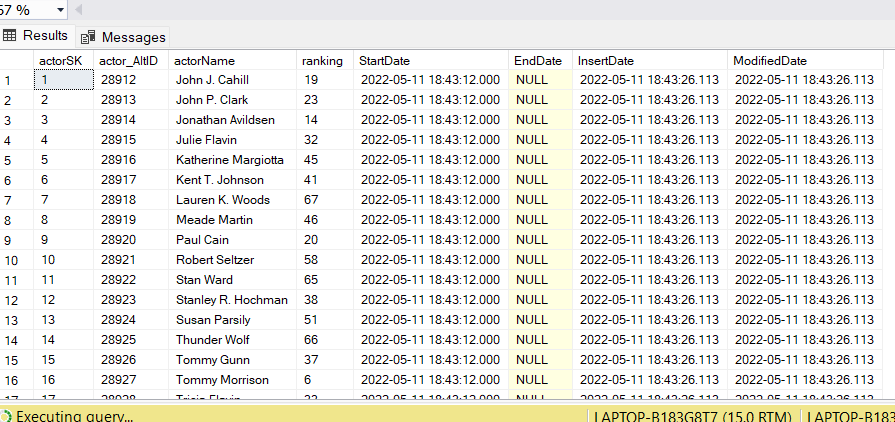 57 %
Results Messages
actorSK actor_AltID actorName ranking StartDate EndDate InsertDate ModifiedDate
1 1 28912 John J. Cahill 19 2022-05-11 18:43:12.000 NULL 2022-05-11 18:43:26.113 2022-05-11 18:43:26.113
2 2 28913 John P. Clark 23 2022-05-11 18:43:12.000 NULL 2022-05-11 18:43:26.113 2022-05-11 18:43:26.113
3 3 28914 Jonathan Avildsen 14 2022-05-11 18:43:12.000 NULL 2022-05-11 18:43:26.113 2022-05-11 18:43:26.113
4 4 28915 Julie Flavin 32 2022-05-11 18:43:12.000 NULL 2022-05-11 18:43:26.113 2022-05-11 18:43:26.113
5 5 28916 Katherine Margiotta 45 2022-05-11 18:43:12.000 NULL 2022-05-11 18:43:26.113 2022-05-11 18:43:26.113
6 6 28917 Kent T. Johnson 41 2022-05-11 18:43:12.000 NULL 2022-05-11 18:43:26.113 2022-05-11 18:43:26.113
7 7 28918 Lauren K. Woods 67 2022-05-11 18:43:12.000 NULL 2022-05-11 18:43:26.113 2022-05-11 18:43:26.113
8 8 28919 Meade Martin 46 2022-05-11 18:43:12.000 NULL 2022-05-11 18:43:26.113 2022-05-11 18:43:26.113
9 9 28920 Paul Cain 20 2022-05-11 18:43:12.000 NULL 2022-05-11 18:43:26.113 2022-05-11 18:43:26.113
10 10 28921 Robert Seltzer 58 2022-05-11 18:43:12.000 NULL 2022-05-11 18:43:26.113 2022-05-11 18:43:26.113
11 11 28922 Stan Ward 65 2022-05-11 18:43:12.000 NULL 2022-05-11 18:43:26.113 2022-05-11 18:43:26.113
12 12 28923 Stanley R. Hochman 38 2022-05-11 18:43:12.000 NULL 2022-05-11 18:43:26.113 2022-05-11 18:43:26.113
13 13 28924 Susan Parsily 51 2022-05-11 18:43:12.000 NULL 2022-05-11 18:43:26.113 2022-05-11 18:43:26.113
14 14 28925 Thunder Wolf 66 2022-05-11 18:43:12.000 NULL 2022-05-11 18:43:26.113 2022-05-11 18:43:26.113
15 15 28926 Tommy Gunn 37 2022-05-11 18:43:12.000 NULL 2022-05-11 18:43:26.113 2022-05-11 18:43:26.113
16 16 28927 Tommy Morrison 6 2022-05-11 18:43:12.000 NULL 2022-05-11 18:43:26.113 2022-05-11 18:43:26.113
17 17 28928 Tricia Flavin 33 2022-05-11 18:43:12.000 NULL 2022-05-11 18:43:26.113 2022-05-11 18:43:26.113
Executing query... LAPTOP-B183G8T7 (15.0 RTM) LAPTOP-B183